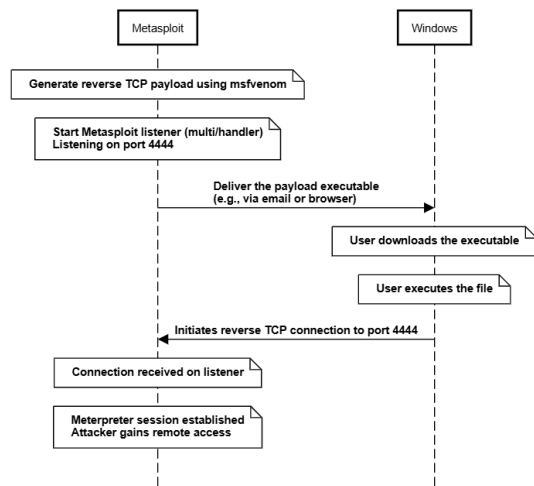 Metasploit
Windows
Generate reverse TCP payload using msfvenom
Start Metasploit listener (multi/handler)
Listening on port 4444
Deliver the payload executable
(e.g., via email or browser)
User downloads the executable
User executes the file
Initiates reverse TCP connection to port 4444
Connection received on listener
Meterpreter session established
Attacker gains remote access